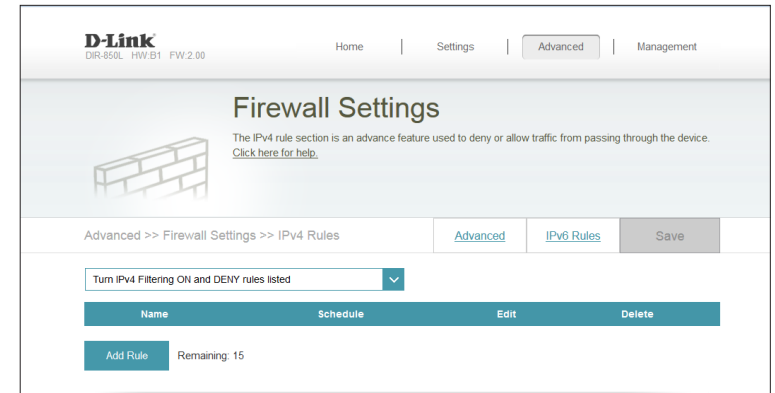 D-Link
DIR-850L HW:B1 FW:2.00
Home
Settings
Advanced
Management
Firewall Settings
The IPv4 rule section is an advance feature used to deny or allow traffic from passing through the device.
Click here for help.
Advanced >> Firewall Settings >> IPv4 Rules
Advanced
IPv6 Rules
Save
Turn IPv4 Filtering ON and DENY rules listed
Name
Schedule
Edit
Delete
Add Rule
Remaining: 15